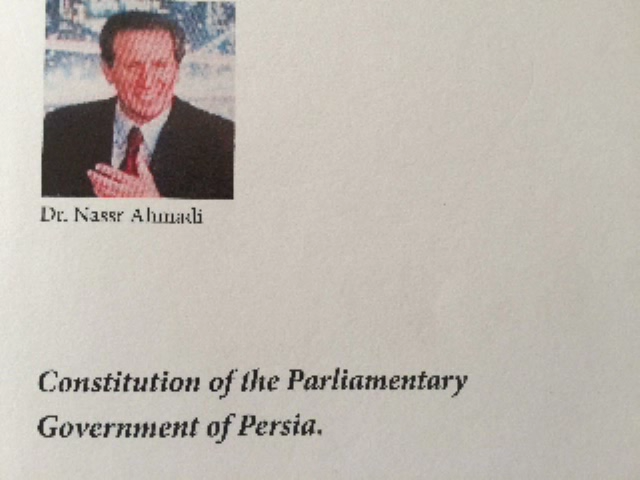 Dr. Nassr Ahmadi
Constitution of the Parliamentary
Government of Persia.